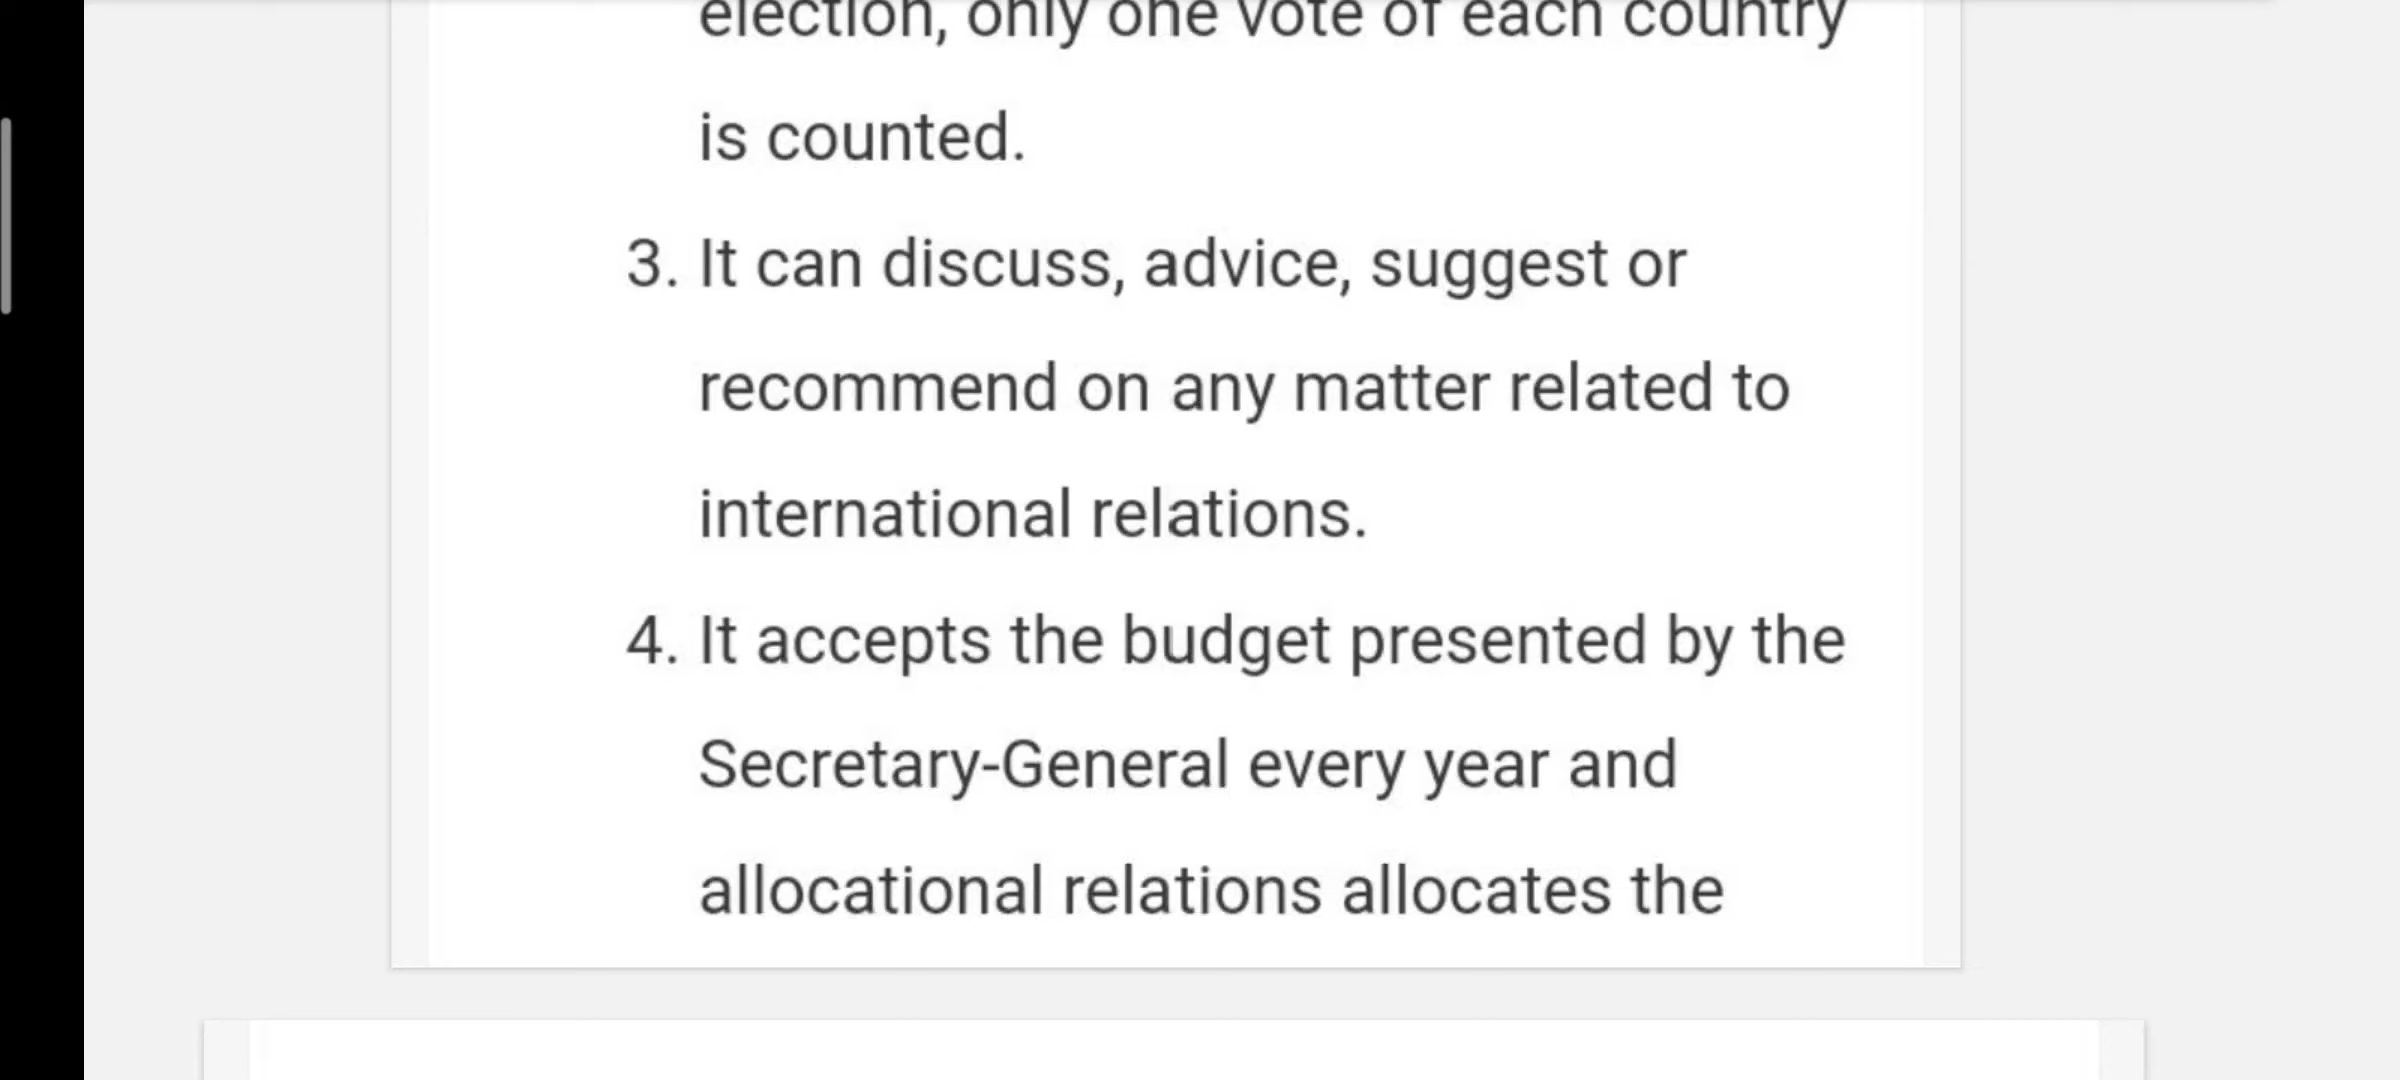 election, only one vote of each country
is counted.
3. It can discuss, advice, suggest or
recommend on any matter related to
international relations.
4. It accepts the budget presented by the
Secretary-General every year and
allocational relations allocates the